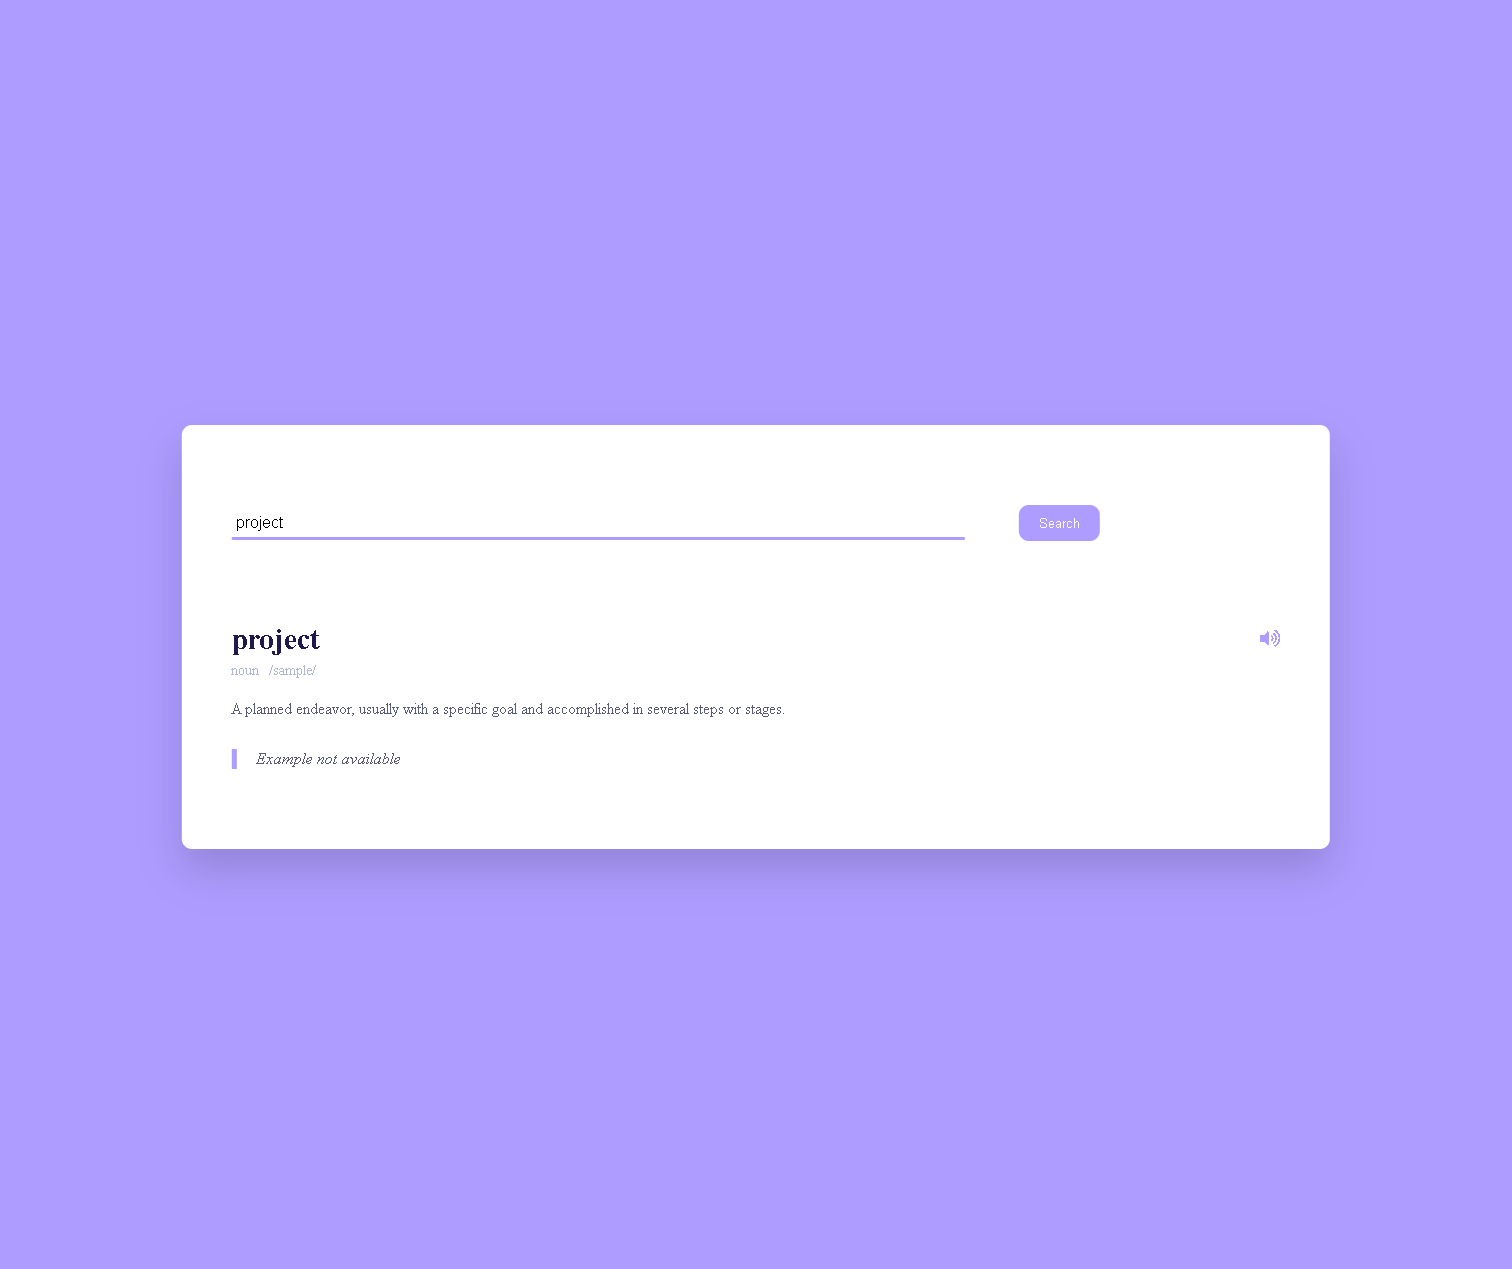 project
Search
project
noun /sample/
A planned endeavor, usually with a specific goal and accomplished in several steps or stages.
Example not available